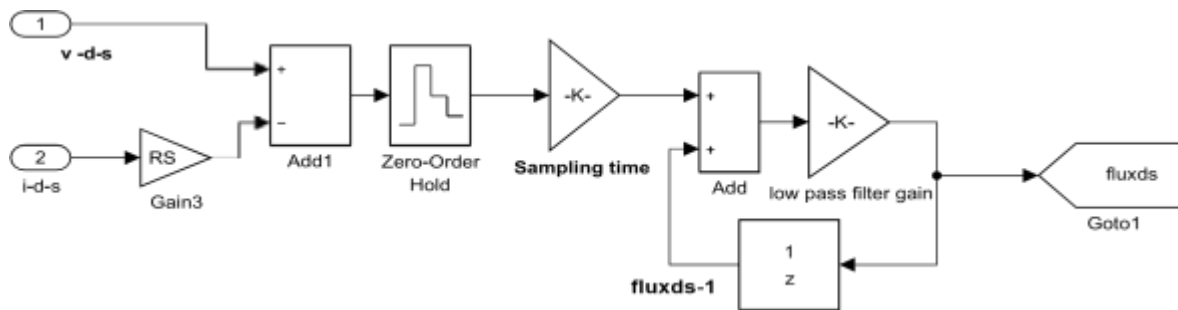 1
v -d-s
+
−
Add1
Zero-Order
Hold
-K-
Sampling time
+
+
Add
-K-
low pass filter gain
fluxds
Goto1
2
i-d-s
RS
Gain3
1
z
fluxds-1